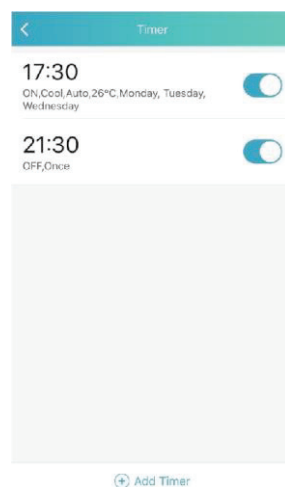 Timer
17:30
ON,Cool,Auto,26°C,Monday, Tuesday,
Wednesday
21:30
OFF,Once
Add Timer